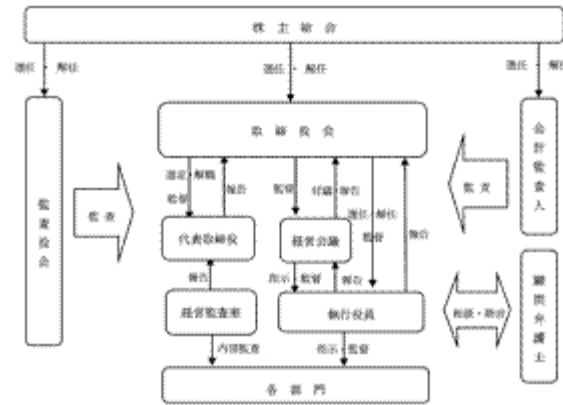 株主総会
選任・解任
選任・解任
選任・解任
取締役会
会計監査人
監査役会
選定・解職
監督
報告
監督
付議・報告
選任・解任
監督
報告
監査
監査
代表取締役
経営会議
報告
指示・監督
報告
経営監査室
執行役員
相談・助言
顧問弁護士
内部監査
指示・監督
各部門